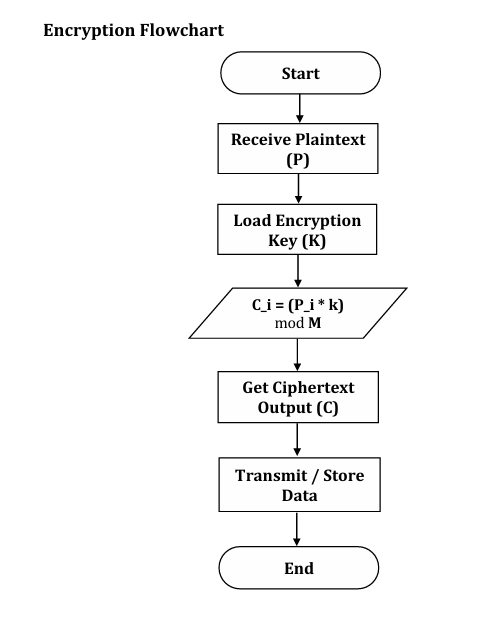 Encryption Flowchart
Start
Receive Plaintext
(P)
Load Encryption
Key (K)
C_i = (P_i * k)
mod M
Get Ciphertext
Output (C)
Transmit / Store
Data
End